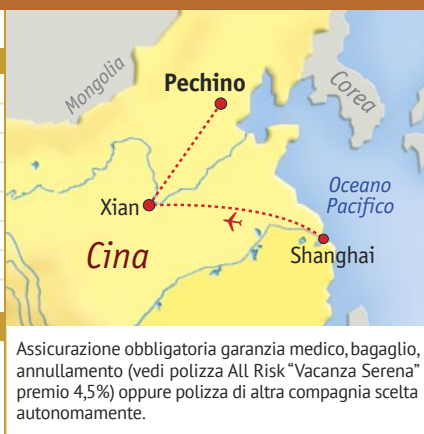 Mongolia
Pechino
Corea
Xian
Oceano
Pacifico
Cina
Shanghai
Assicurazione obbligatoria garanzia medico, bagaglio,
annullamento (vedi polizza All Risk “Vacanza Serena”
premio 4,5%) oppure polizza di altra compagnia scelta
autonomamente.